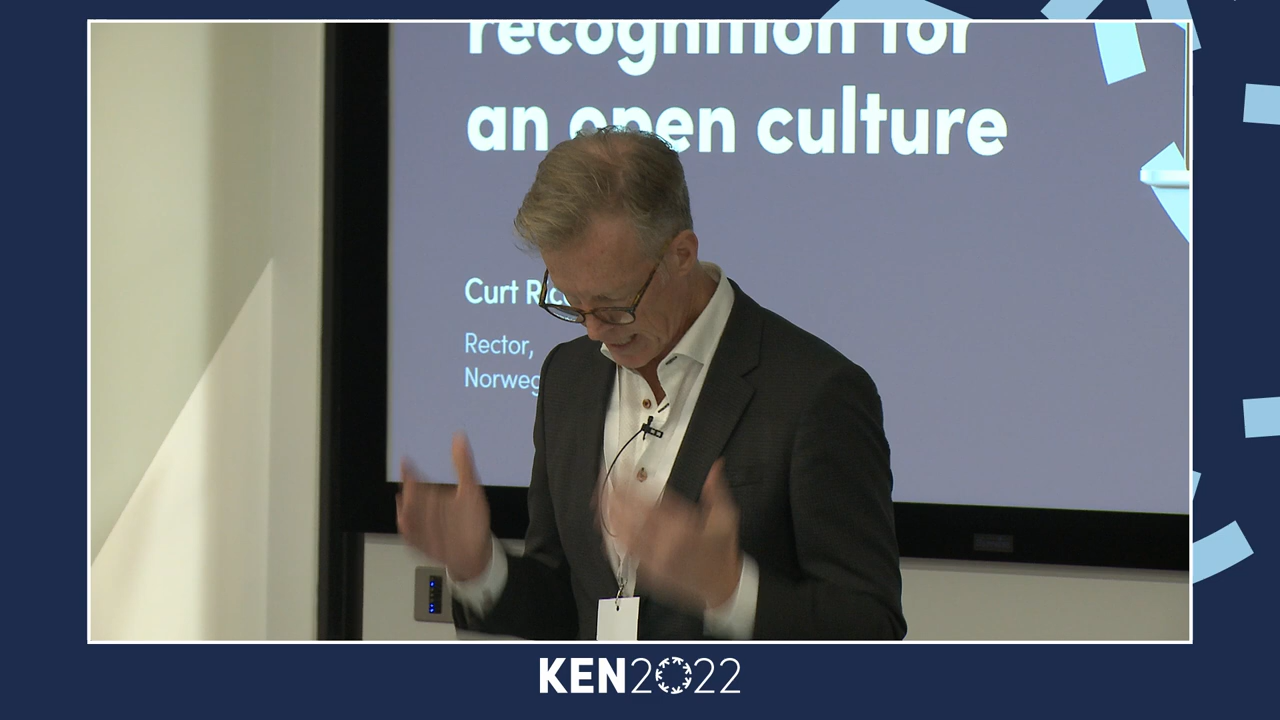 recognition for
an open culture
Curt
Rector,
KEN2022